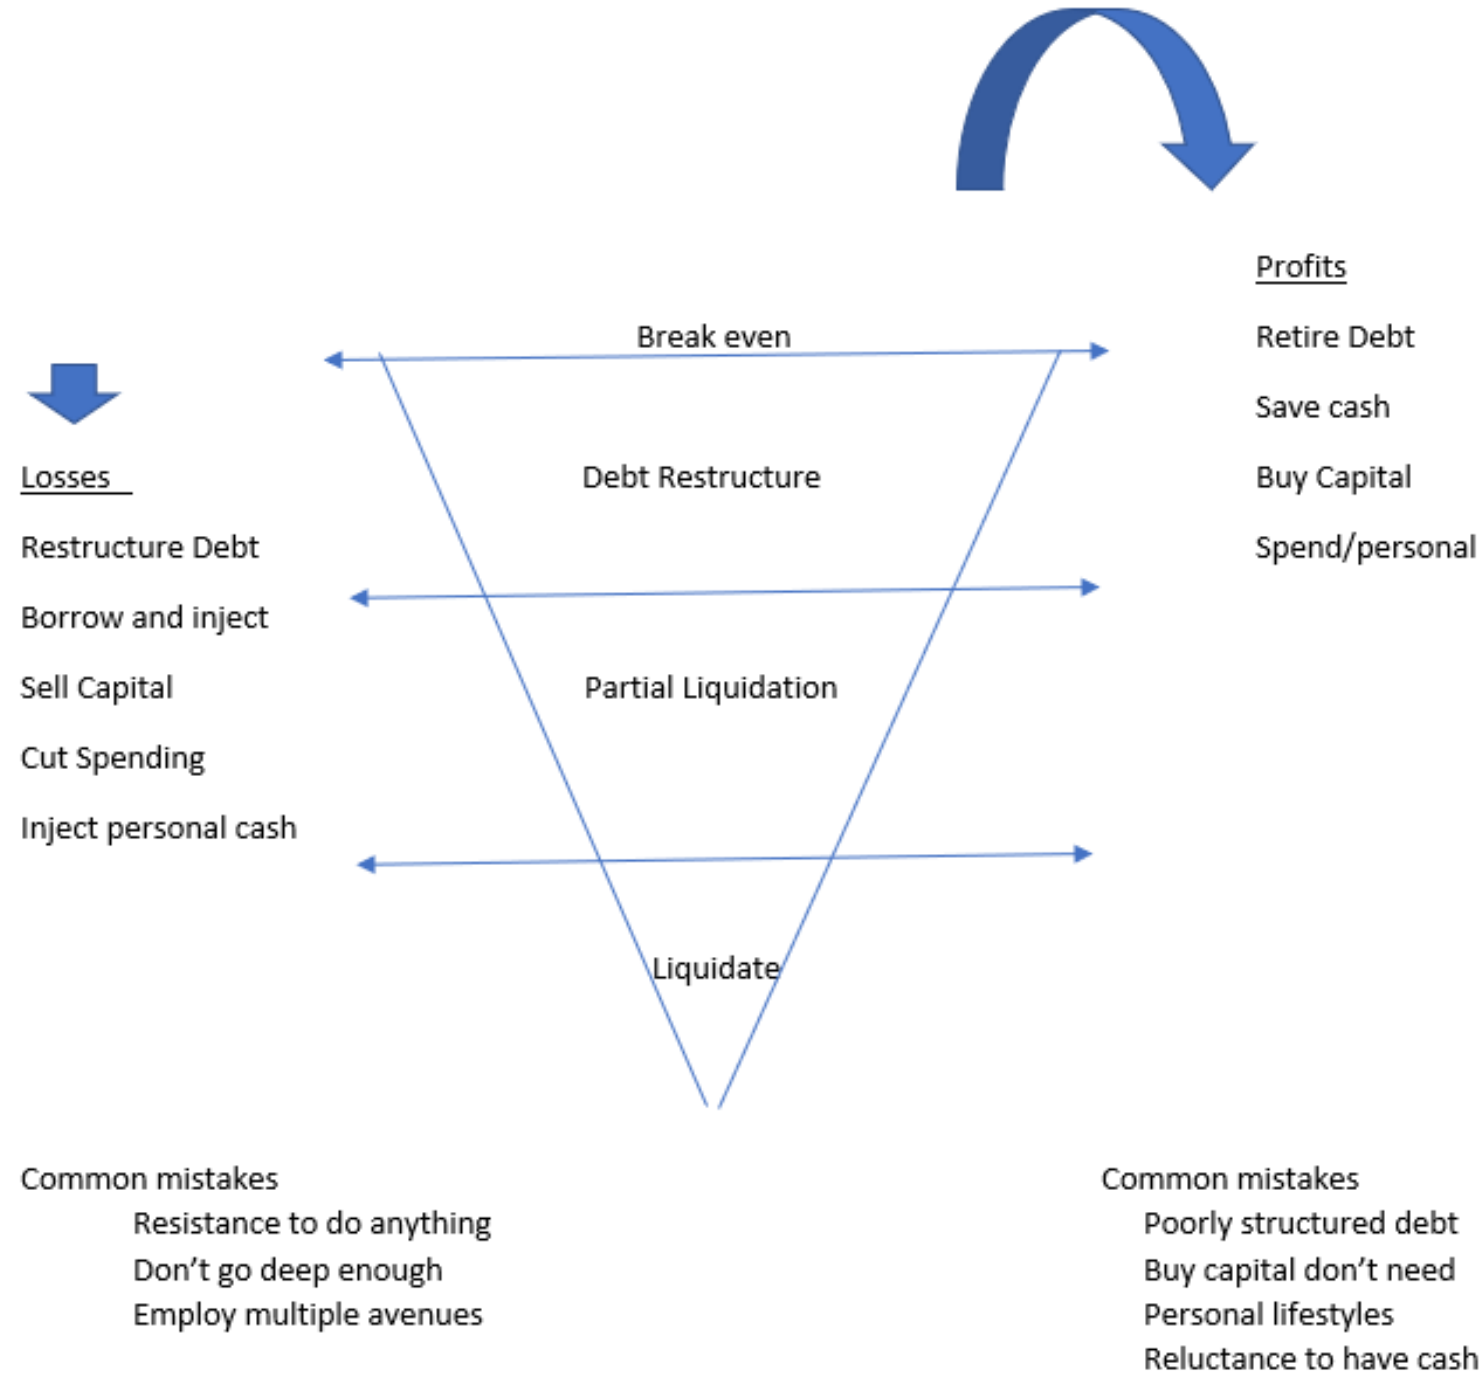 Profits
Break even
Retire Debt
Save cash
Losses
Debt Restructure
Buy Capital
Restructure Debt
Spend/personal
Borrow and inject
Sell Capital
Partial Liquidation
Cut Spending
Inject personal cash
Liquidate
Common mistakes
Resistance to do anything
Don’t go deep enough
Employ multiple avenues
Common mistakes
Poorly structured debt
Buy capital don’t need
Personal lifestyles
Reluctance to have cash